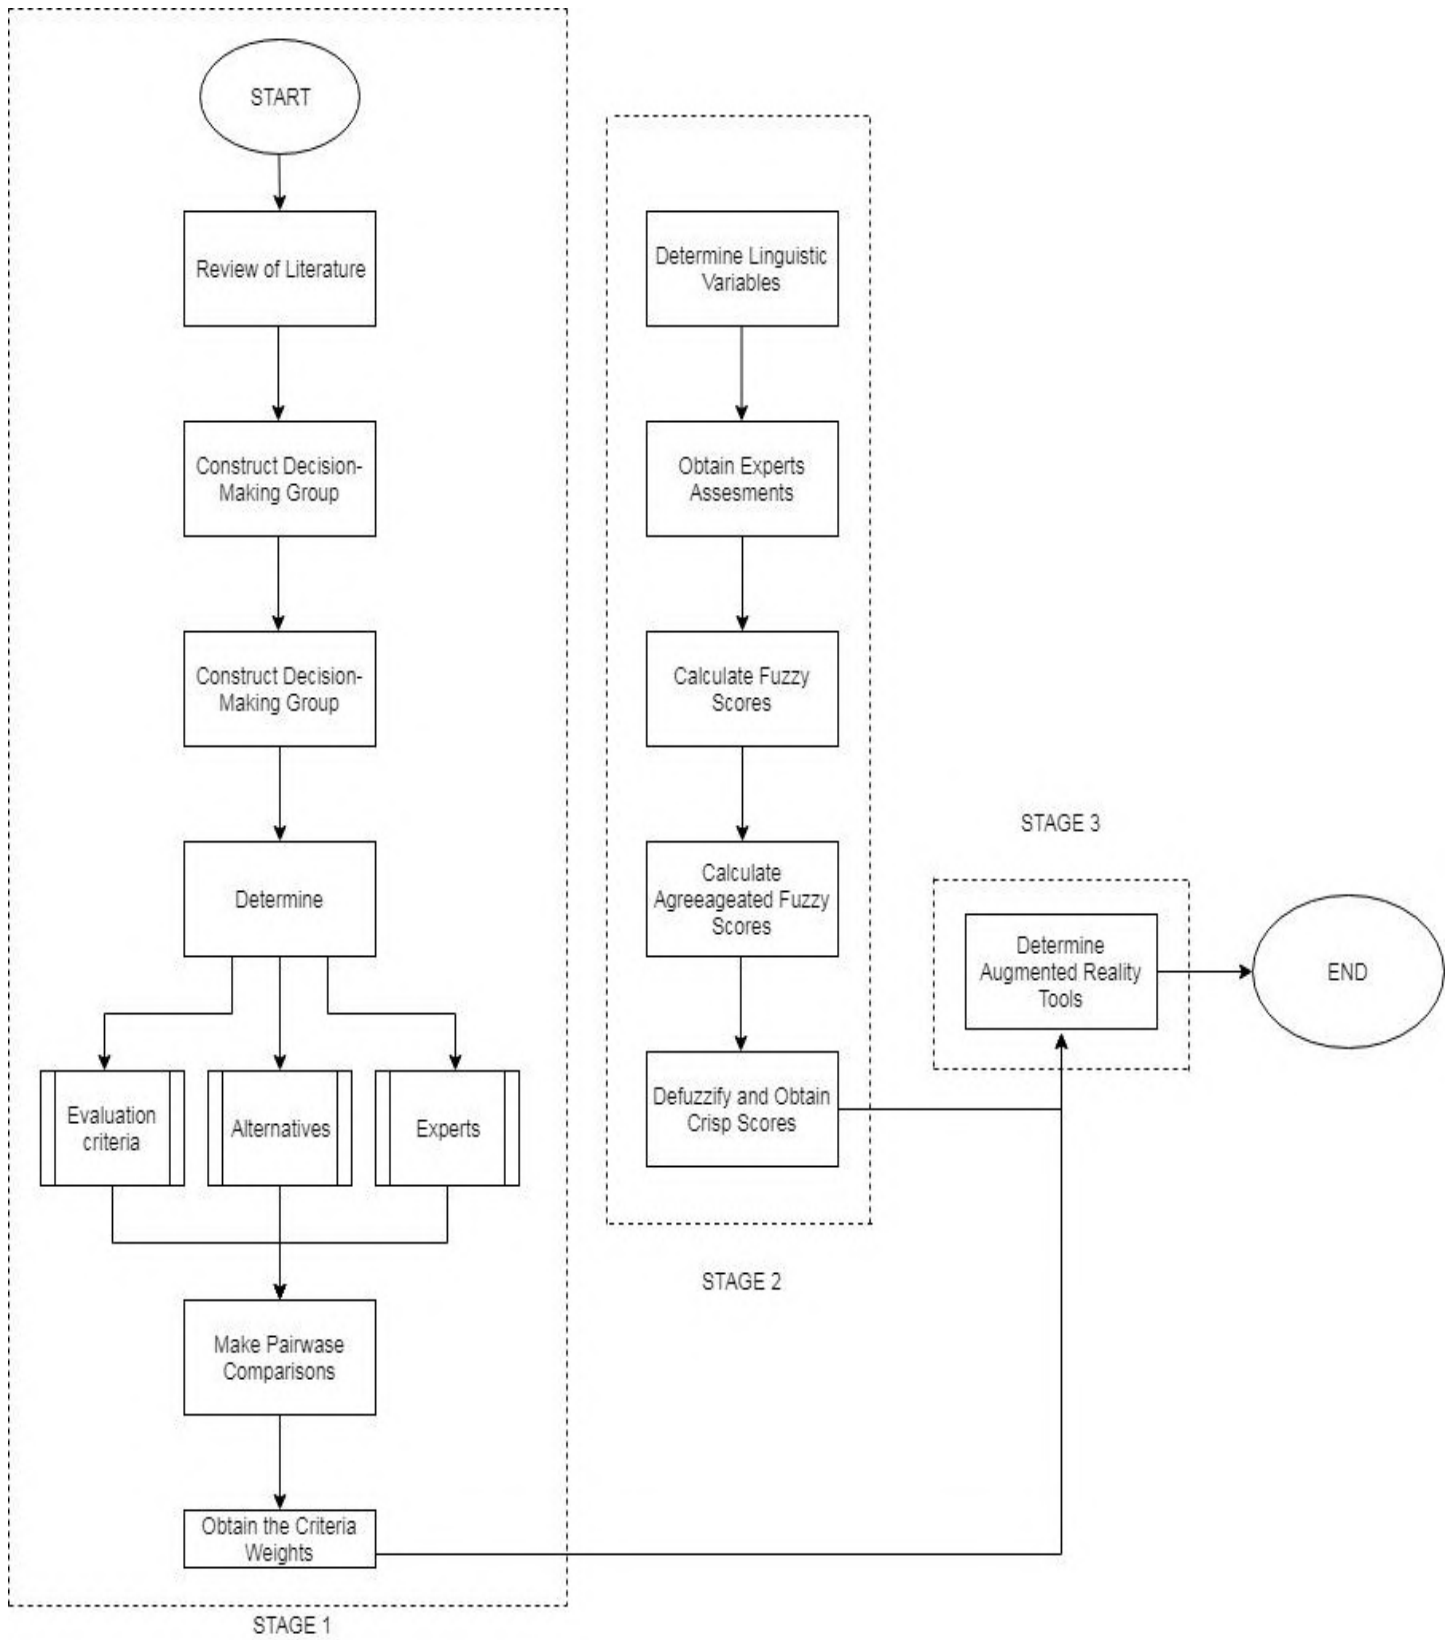 START
Review of Literature
Construct Decision-
Making Group
Construct Decision-
Making Group
Determine
Evaluation
criteria
Alternatives
Experts
Make Pairwase
Comparisons
Obtain the Criteria
Weights
STAGE 1
Determine Linguistic
Variables
Obtain Experts
Assesments
Calculate Fuzzy
Scores
Calculate
Agreeageated Fuzzy
Scores
Defuzzify and Obtain
Crisp Scores
STAGE 2
STAGE 3
Determine
Augmented Reality
Tools
END